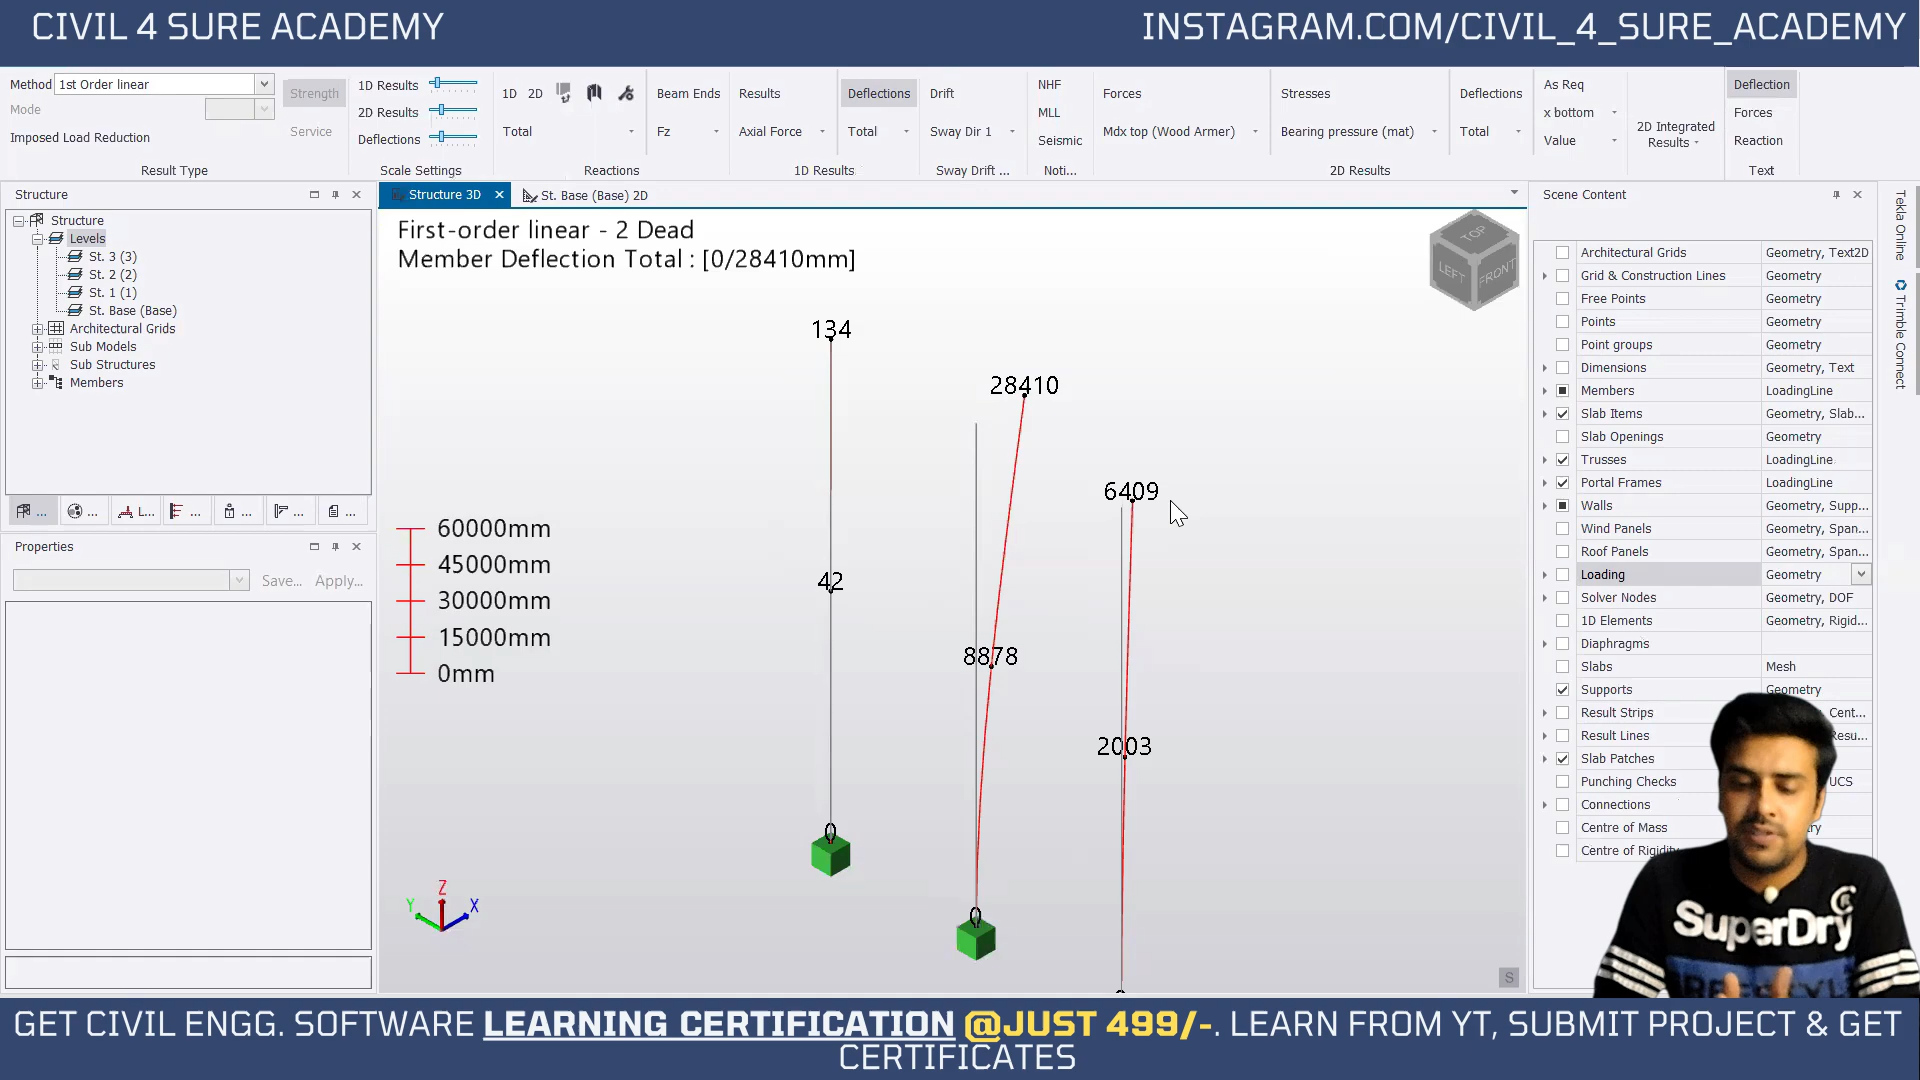 CIVIL 4 SURE ACADEMY
INSTAGRAM.COM/CIVIL_4_SURE_ACADEMY
Method 1st Order linear
Mode
Imposed Load Reduction
Result Type
Strength
Service
1D Results
2D Results
Deflections
Scale Settings
1D 2D
Total
Reactions
Beam Ends
Fz
Results
Axial Force
1D Results
Deflections
Total
Drift
Sway Dir 1
Sway Drift ...
NHF
MLL
Seismic
Noti...
Forces
Mdx top (Wood Armer)
Stresses
Bearing pressure (mat)
2D Results
Deflections
Total
As Req
x bottom
Value
2D Integrated
Results
Deflection
Forces
Reaction
Text
Structure
Structure
Levels
St. 3 (3)
St. 2 (2)
St. 1 (1)
St. Base (Base)
Architectural Grids
Sub Models
Sub Structures
Members
... ... L... ... ... ... ...
Properties
Save... Apply...
Structure 3D
St. Base (Base) 2D
First-order linear - 2 Dead
Member Deflection Total : [0/28410mm]
134
28410
6409
42
8878
2003
0
0
60000mm
45000mm
30000mm
15000mm
0mm
Z
Y
X
TOP
LEFT
FRONT
S
Scene Content
Architectural Grids Geometry, Text2D
Grid & Construction Lines Geometry
Free Points Geometry
Points Geometry
Point groups Geometry
Dimensions Geometry, Text
Members LoadingLine
Slab Items Geometry, Slab...
Slab Openings Geometry
Trusses LoadingLine
Portal Frames LoadingLine
Walls Geometry, Supp...
Wind Panels Geometry, Span...
Roof Panels Geometry, Span...
Loading Geometry
Solver Nodes Geometry, DOF
1D Elements Geometry, Rigid...
Diaphragms
Slabs Mesh
Supports Geometry
Result Strips Cent...
Result Lines
Slab Patches
Punching Checks UCS
Connections
Centre of Mass
Centre of Rigidity
Tekla Online
Trimble Connect
SuperDry
GET CIVIL ENGG. SOFTWARE LEARNING CERTIFICATION @JUST 499/-. LEARN FROM YT, SUBMIT PROJECT & GET
CERTIFICATES